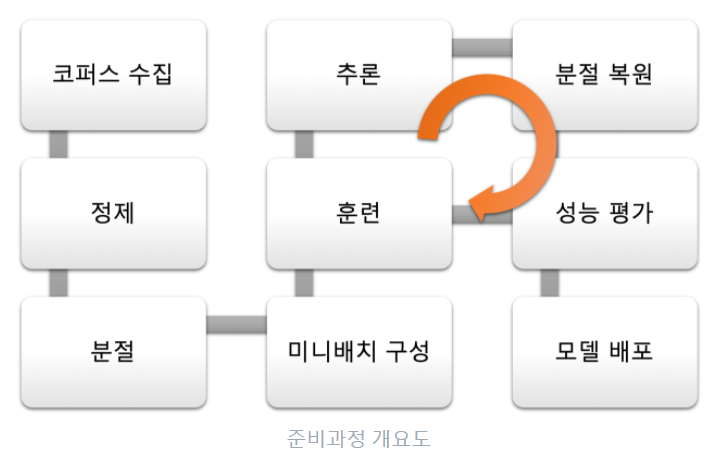 코퍼스 수집
추론
분절 복원
정제
훈련
성능 평가
분절
미니배치 구성
모델 배포
준비과정 개요도